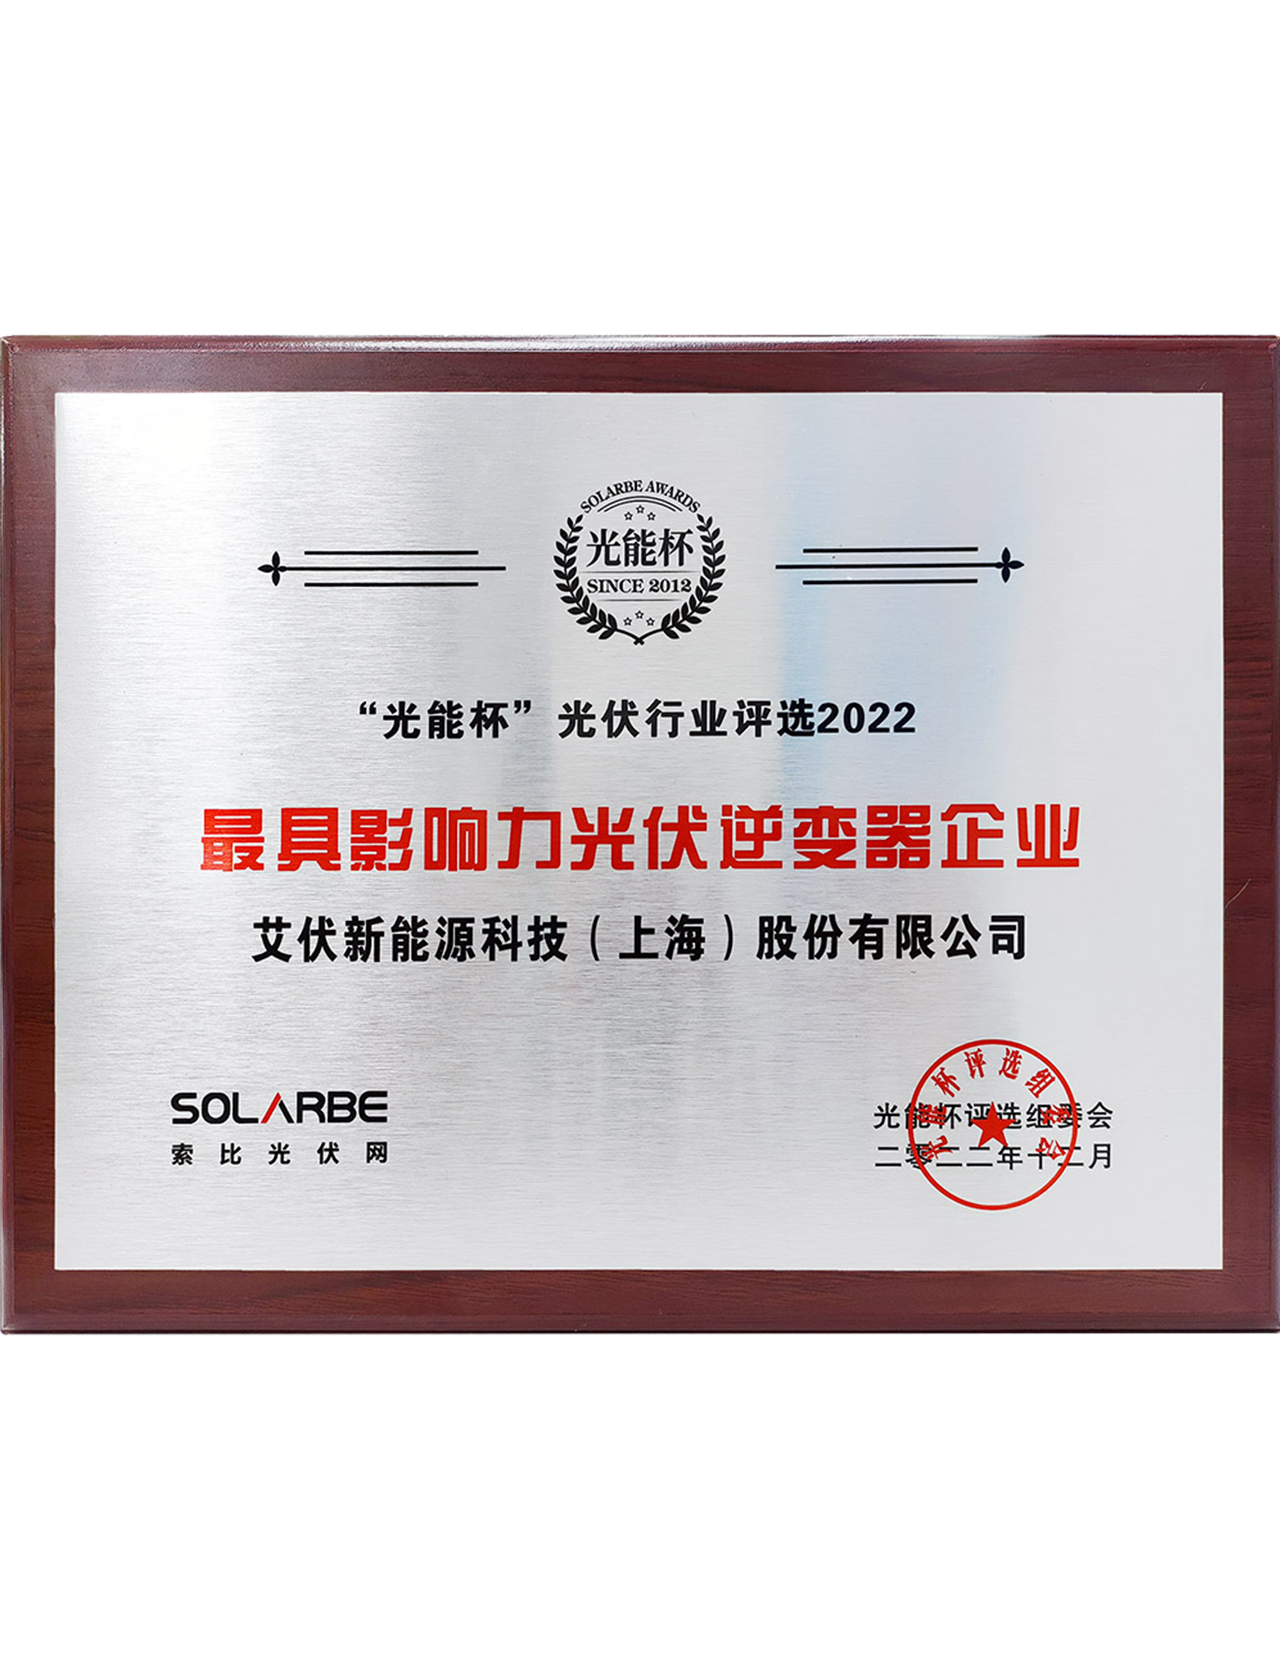 SOLARBE AWARDS
光能杯
SINCE 2012
“光能杯”光伏行业评选2022
最具影响力光伏逆变器企业
艾伏新能源科技（上海）股份有限公司
SOLARBE
索比光伏网
光能杯评选组委会
二零二二年十二月
光能杯评选组委会